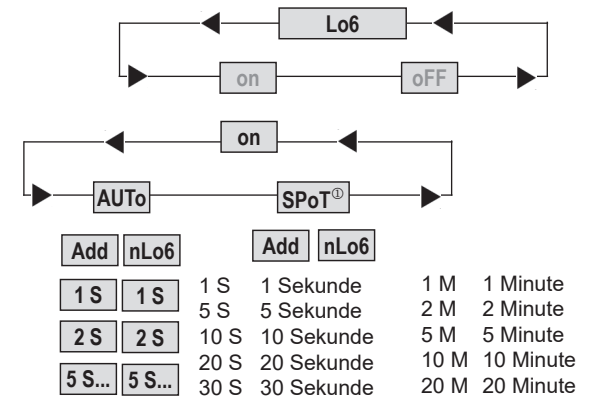 Lo6
on oFF
on
AUTo SPoT①
Add nLo6 Add nLo6
1 S 1 S 1 S 1 Sekunde 1 M 1 Minute
5 S 5 Sekunde 2 M 2 Minute
2 S 2 S 10 S 10 Sekunde 5 M 5 Minute
20 S 20 Sekunde 10 M 10 Minute
5 S... 5 S... 30 S 30 Sekunde 20 M 20 Minute